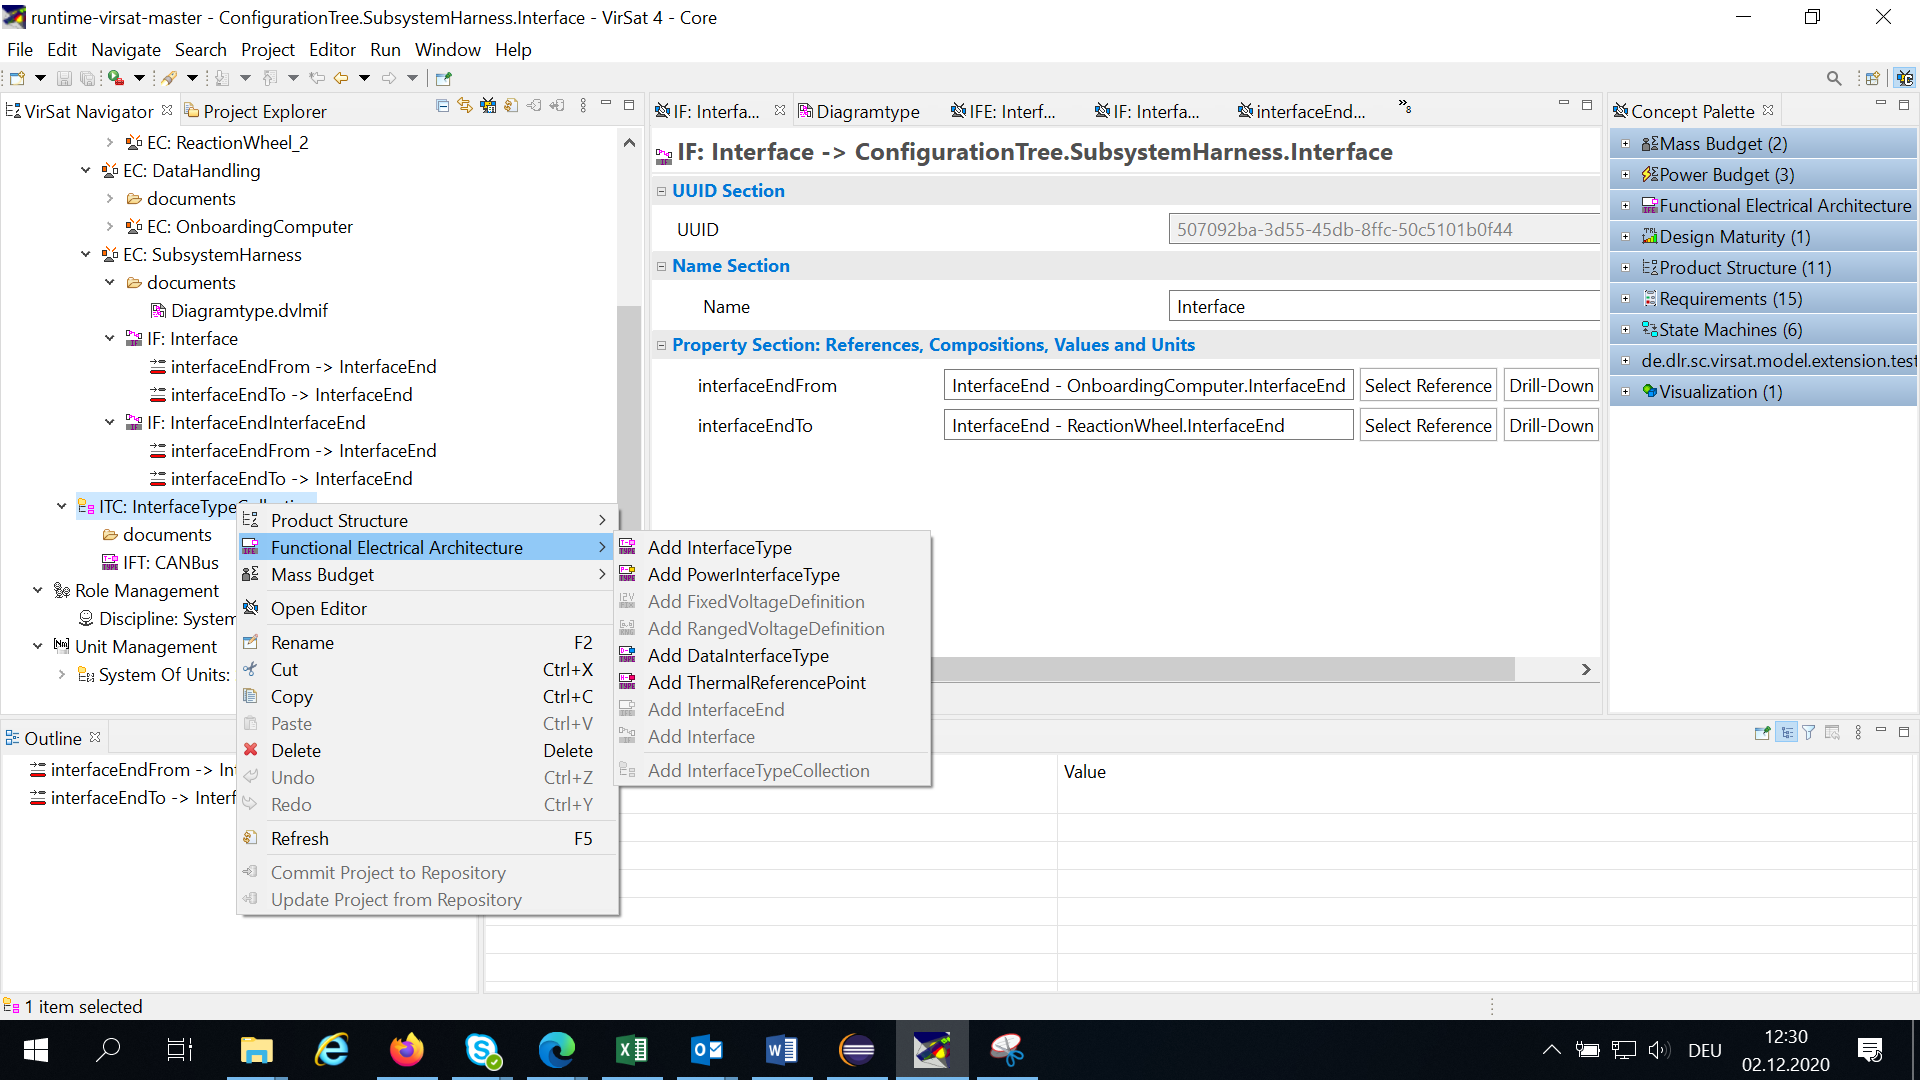 runtime-virsat-master - ConfigurationTree.SubsystemHarness.Interface - VirSat 4 - Core
File Edit Navigate Search Project Editor Run Window Help
VirSat Navigator
Project Explorer
EC: ReactionWheel_2
EC: DataHandling
documents
EC: OnboardingComputer
EC: SubsystemHarness
documents
Diagramtype.dvlmif
IF: Interface
interfaceEndFrom -> InterfaceEnd
interfaceEndTo -> InterfaceEnd
IF: InterfaceEndInterfaceEnd
interfaceEndFrom -> InterfaceEnd
interfaceEndTo -> InterfaceEnd
ITC: InterfaceType
documents
IFT: CANBus
Role Management
Discipline: System
Unit Management
System Of Units:
Product Structure
Functional Electrical Architecture
Mass Budget
Open Editor
Rename F2
Cut Ctrl+X
Copy Ctrl+C
Paste Ctrl+V
Delete Delete
Undo Ctrl+Z
Redo Ctrl+Y
Refresh F5
Commit Project to Repository
Update Project from Repository
Add InterfaceType
Add PowerInterfaceType
Add FixedVoltageDefinition
Add RangedVoltageDefinition
Add DataInterfaceType
Add ThermalReferencePoint
Add InterfaceEnd
Add Interface
Add InterfaceTypeCollection
IF: Interfa...
Diagramtype
IFE: Interf...
IF: Interfa...
interfaceEnd...
»8
IF: Interface -> ConfigurationTree.SubsystemHarness.Interface
UUID Section
UUID 507092ba-3d55-45db-8ffc-50c5101b0f44
Name Section
Name Interface
Property Section: References, Compositions, Values and Units
interfaceEndFrom InterfaceEnd - OnboardingComputer.InterfaceEnd Select Reference Drill-Down
interfaceEndTo InterfaceEnd - ReactionWheel.InterfaceEnd Select Reference Drill-Down
Concept Palette
Mass Budget (2)
Power Budget (3)
Functional Electrical Architecture
Design Maturity (1)
Product Structure (11)
Requirements (15)
State Machines (6)
de.dlr.sc.virsat.model.extension.test
Visualization (1)
Outline
interfaceEndFrom -> Int
interfaceEndTo -> Interf
Value
1 item selected
DEU
12:30
02.12.2020